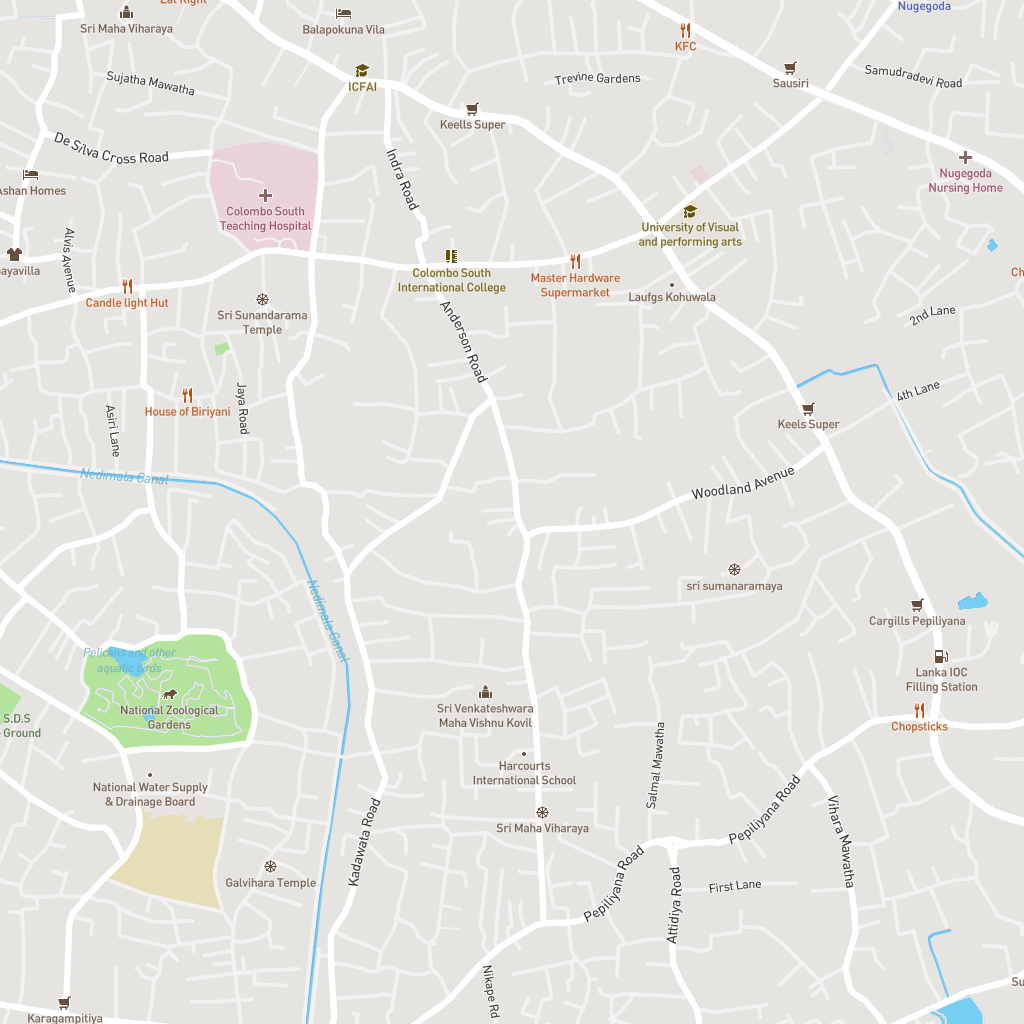 Eat Right
Nugegoda
Sri Maha Viharaya
Balapokuna Vila
KFC
Sujatha Mawatha
ICFAI
Trevine Gardens
Sausiri
Samudradevi Road
Keells Super
De Silva Cross Road
Indra Road
Ashan Homes
Nugegoda
Nursing Home
Colombo South
Teaching Hospital
University of Visual
and performing arts
Alvis Avenue
Colombo South
International College
Master Hardware
Supermarket
Candle light Hut
Laufgs Kohuwala
Sri Sunandarama
Temple
2nd Lane
Anderson Road
4th Lane
Jaya Road
House of Biriyani
Asiri Lane
Keels Super
Nedimala Canal
Woodland Avenue
sri sumanaramaya
Nedimala Canal
Cargills Pepiliyana
Pelicans and other
aquatic birds
Lanka IOC
Filling Station
National Zoological
Gardens
Sri Venkateshwara
Maha Vishnu Kovil
S.D.S
Ground
Chopsticks
Salmal Mawatha
Harcourts
International School
National Water Supply
& Drainage Board
Pepiliyana Road
Vihara Mawatha
Sri Maha Viharaya
Kadawata Road
Pepiliyana Road
Galvihara Temple
First Lane
Attidiya Road
Nikape Rd
Karagampitiya